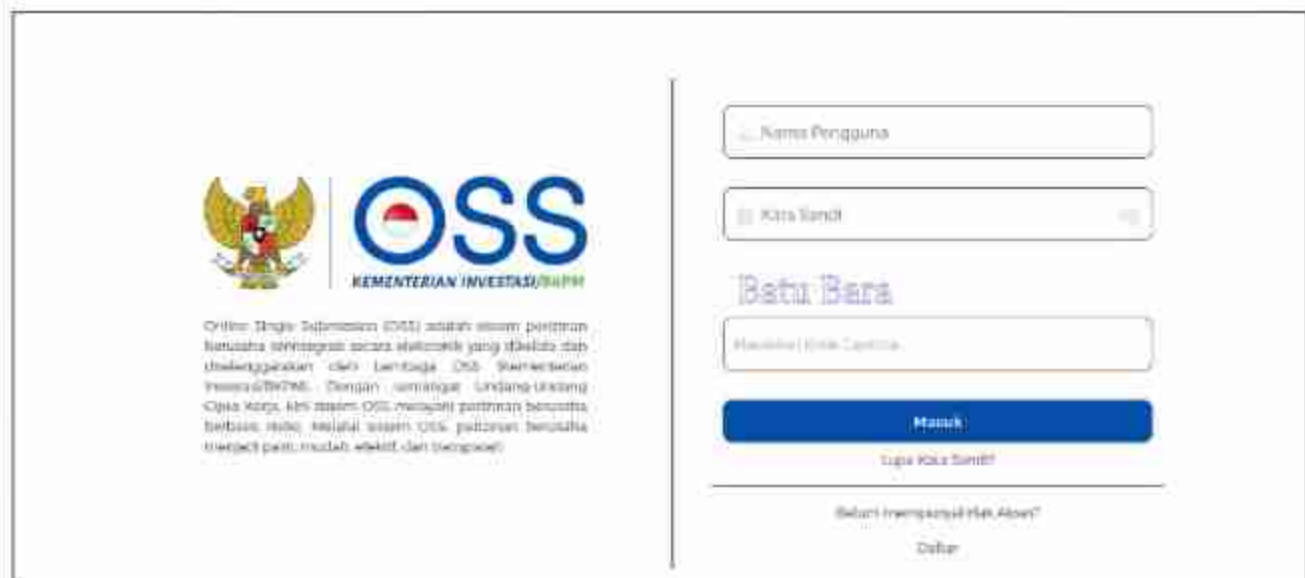 OSS
KEMENTERIAN INVESTASI/BKPM
Online Single Submission (OSS) adalah sistem perizinan
berusaha terintegrasi secara elektronik yang dikelola dan
diselenggarakan oleh Lembaga OSS (Kementerian
Investasi/BKPM). Dengan semangat Undang-Undang
Cipta Kerja, kini sistem OSS melayani perizinan berusaha
berbasis risiko. Melalui sistem OSS, perizinan berusaha
menjadi pasti, mudah, efektif, dan transparan.
Nama Pengguna
Kata Sandi
Batu Bara
Masukkan Kode Captcha
Masuk
Lupa Kata Sandi?
Belum mempunyai Hak Akses?
Daftar